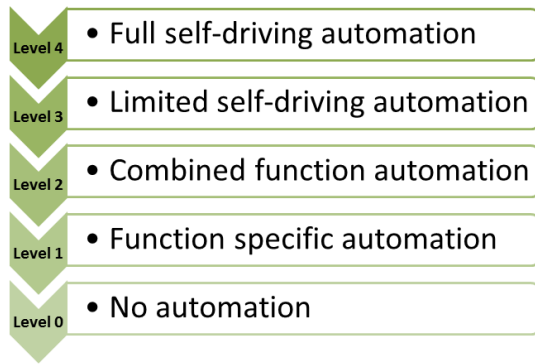 Level 4
• Full self-driving automation
Level 3
• Limited self-driving automation
Level 2
• Combined function automation
Level 1
• Function specific automation
Level 0
• No automation